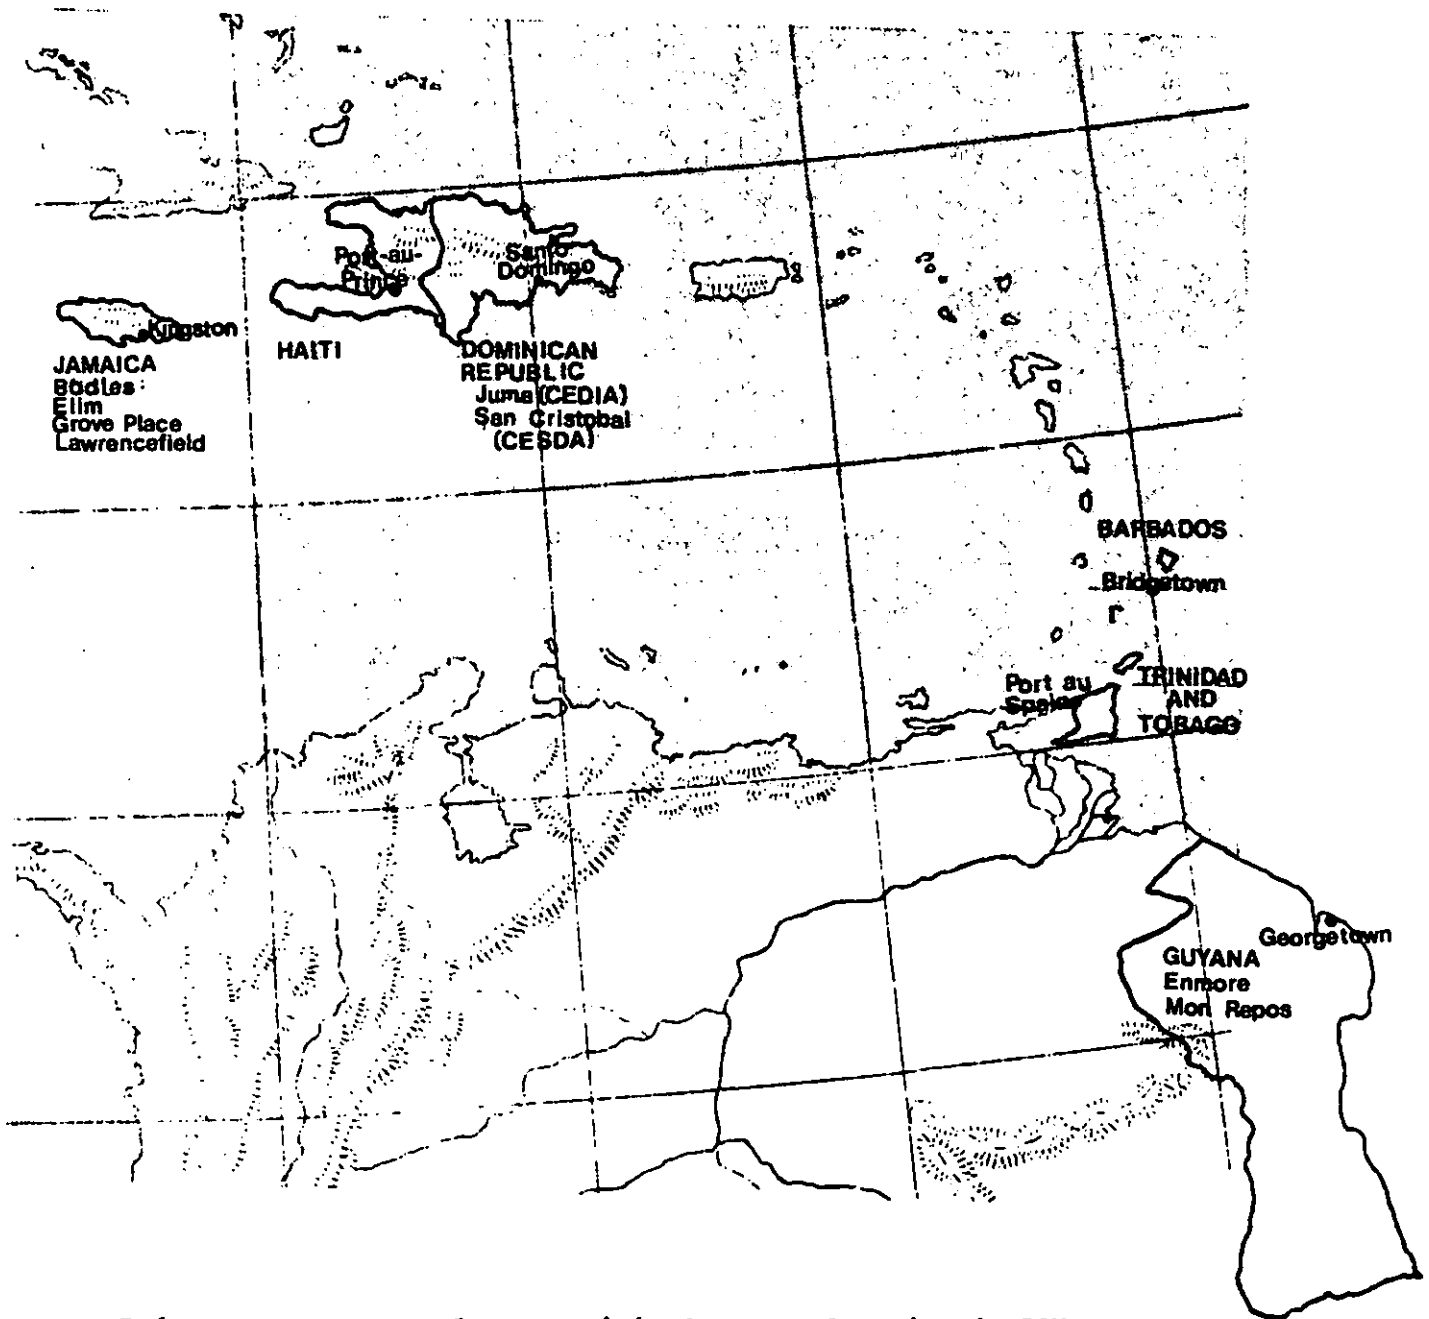 Port-au-
Prince
Santo
Domingo
Kingston
JAMAICA
Bodles
Elim
Grove Place
Lawrencefield
HAITI
DOMINICAN
REPUBLIC
Juma (CEDIA)
San Cristobal
(CESDA)
BARBADOS
Bridgetown
Port au
Spain
TRINIDAD
AND
TOBAGO
Georgetown
GUYANA
Enmore
Mon Repos